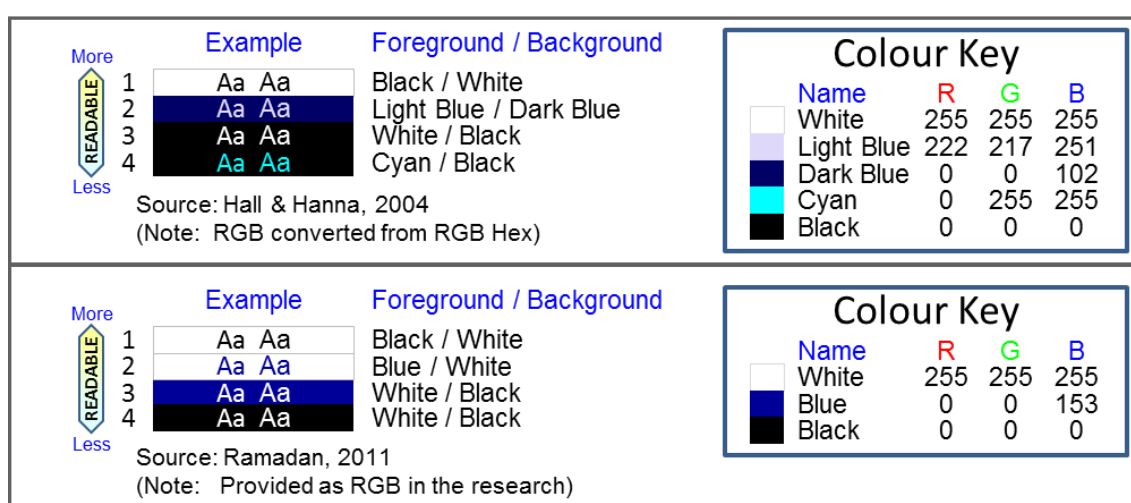 Example Foreground / Background
More
READABLE
1 Aa Aa Black / White
2 Aa Aa Light Blue / Dark Blue
3 Aa Aa White / Black
4 Aa Aa Cyan / Black
Less
Source: Hall & Hanna, 2004
(Note: RGB converted from RGB Hex)
Colour Key
Name R G B
White 255 255 255
Light Blue 222 217 251
Dark Blue 0 0 102
Cyan 0 255 255
Black 0 0 0
Example Foreground / Background
More
READABLE
1 Aa Aa Black / White
2 Aa Aa Blue / White
3 Aa Aa White / Black
4 Aa Aa White / Black
Less
Source: Ramadan, 2011
(Note: Provided as RGB in the research)
Colour Key
Name R G B
White 255 255 255
Blue 0 0 153
Black 0 0 0